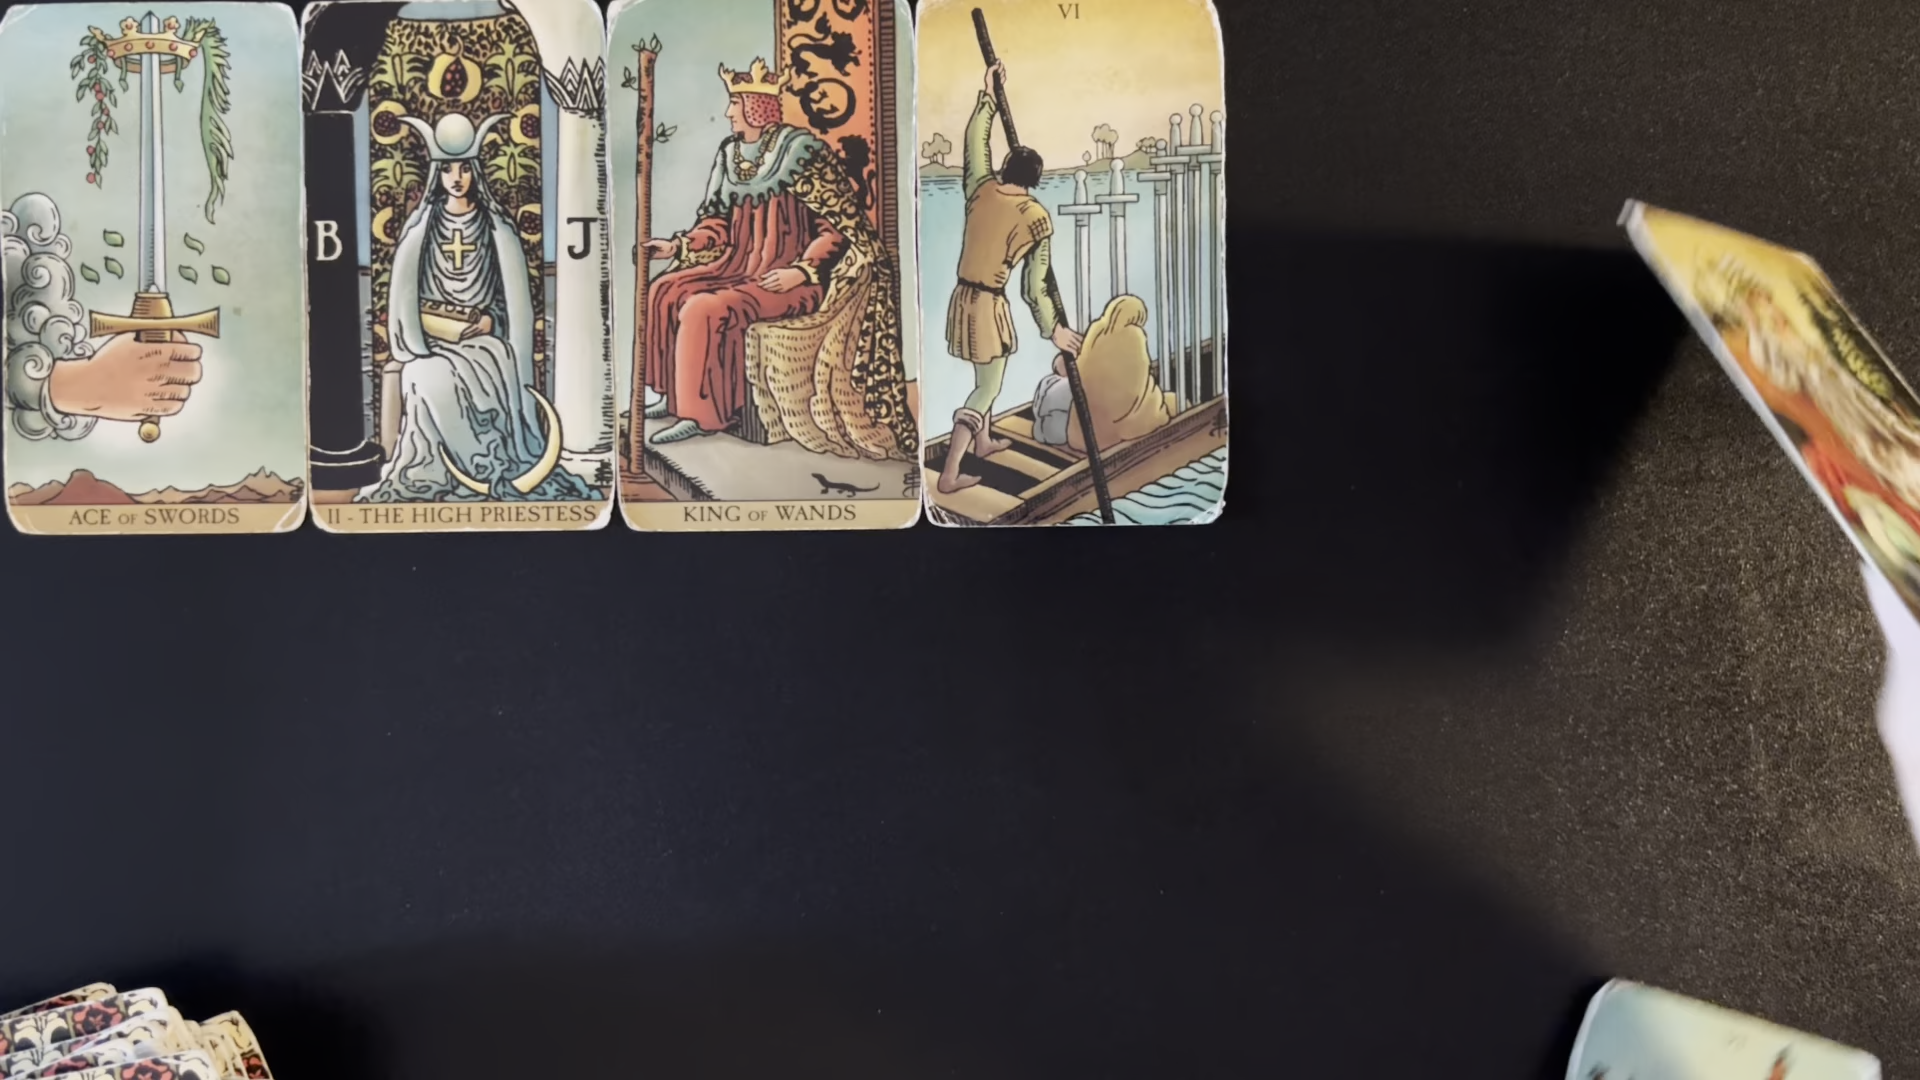 VI
B
J
ACE OF SWORDS
II - THE HIGH PRIESTESS
KING OF WANDS